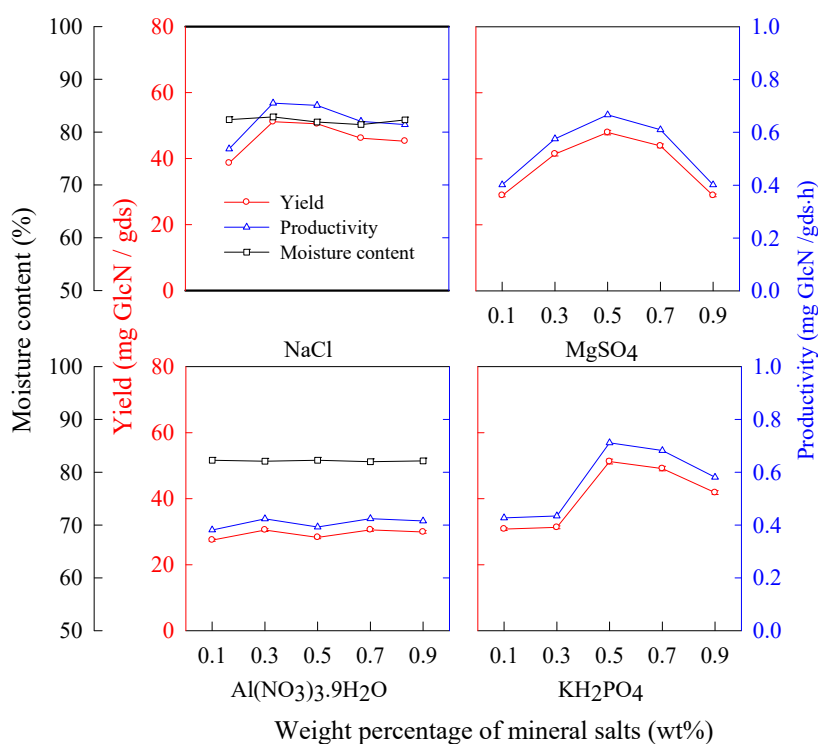 Moisture content (%)
Yield (mg GlcN / gds)
Productivity (mg GlcN /gds·h)
100
90
80
70
60
50
80
60
40
20
0
Yield
Productivity
Moisture content
1.0
0.8
0.6
0.4
0.2
0.0
0.1 0.3 0.5 0.7 0.9
NaCl
MgSO4
100
90
80
70
60
50
80
60
40
20
0
1.0
0.8
0.6
0.4
0.2
0.0
0.1 0.3 0.5 0.7 0.9
0.1 0.3 0.5 0.7 0.9
Al(NO3)3.9H2O
KH2PO4
Weight percentage of mineral salts (wt%)